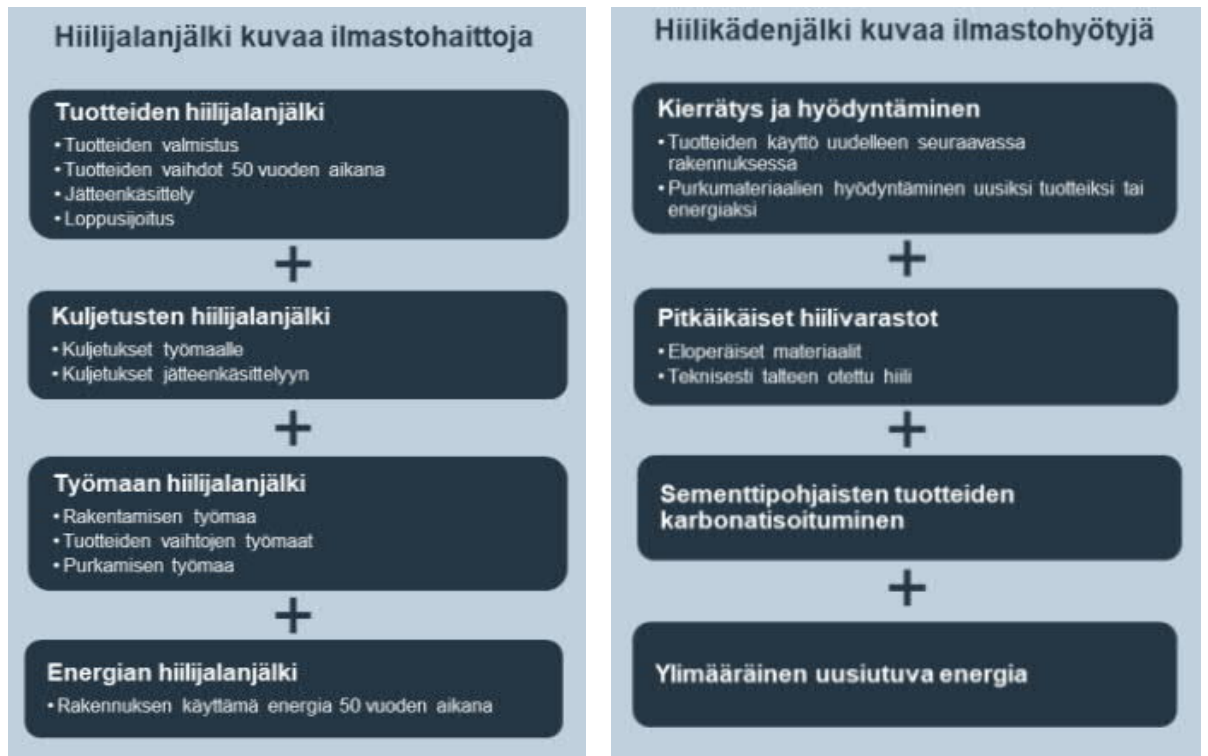 Hiilijalanjälki kuvaa ilmastohaittoja
Tuotteiden hiilijalanjälki
• Tuotteiden valmistus
• Tuotteiden vaihdot 50 vuoden aikana
• Jätteenkäsittely
• Loppusijoitus
+
Kuljetusten hiilijalanjälki
• Kuljetukset työmaalle
• Kuljetukset jätteenkäsittelyyn
+
Työmaan hiilijalanjälki
• Rakentamisen työmaa
• Tuotteiden vaihtojen työmaat
• Purkamisen työmaa
+
Energian hiilijalanjälki
• Rakennuksen käyttämä energia 50 vuoden aikana
Hiilikädenjälki kuvaa ilmastohyötyjä
Kierrätys ja hyödyntäminen
• Tuotteiden käyttö uudelleen seuraavassa
rakennuksessa
• Purkumateriaalien hyödyntäminen uusiksi tuotteiksi tai
energiaksi
+
Pitkäikäiset hiilivarastot
• Eloperäiset materiaalit
• Teknisesti talteen otettu hiili
+
Sementtipohjaisten tuotteiden
karbonatisoituminen
+
Ylimääräinen uusiutuva energia